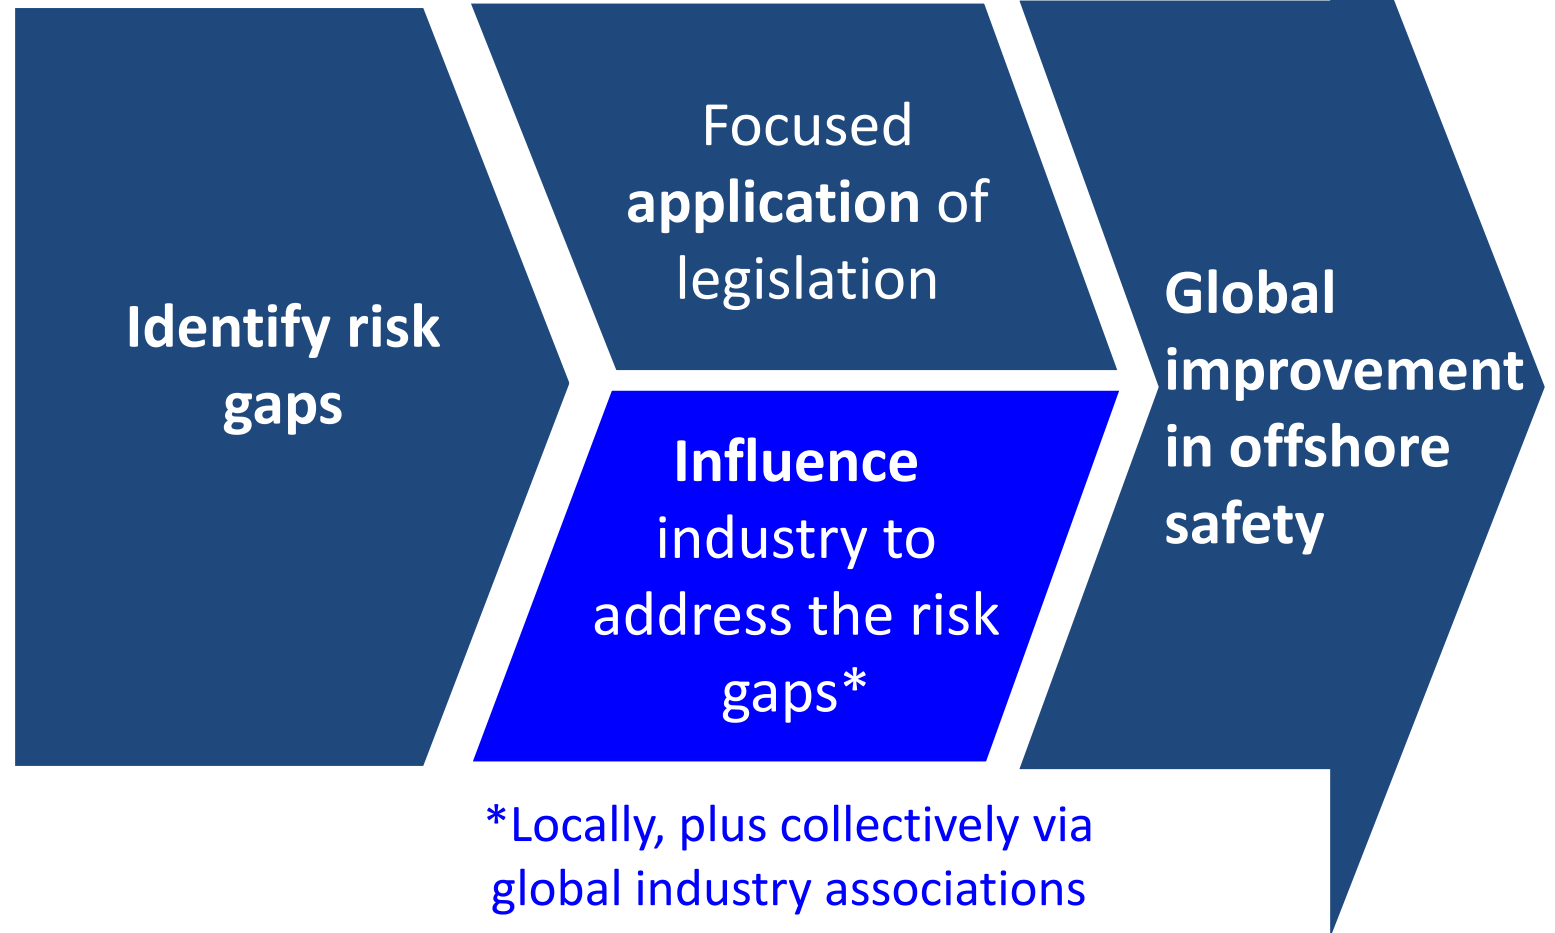 Identify risk
gaps
Focused
application of
legislation
Influence
industry to
address the risk
gaps*
Global
improvement
in offshore
safety
*Locally, plus collectively via
global industry associations